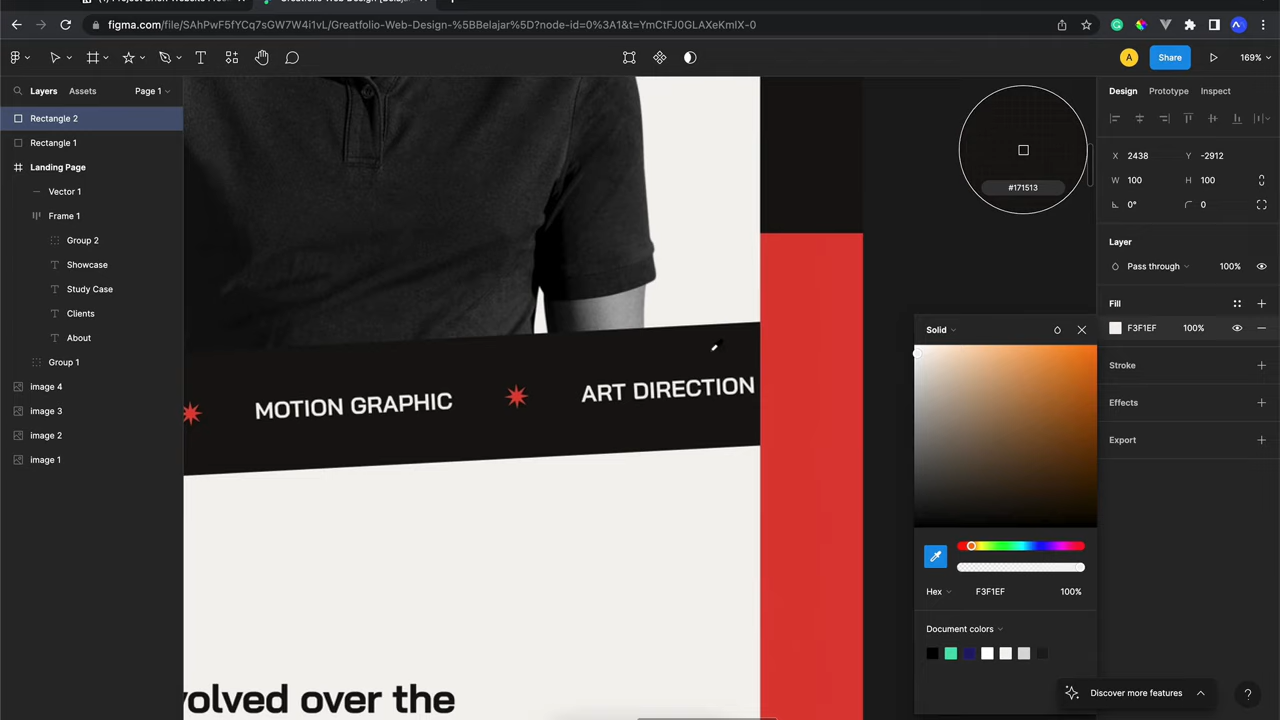 figma.com/file/SAhPwF5fYCq7sGW7W4i1vL/Greatfolio-Web-Design-%5BBelajar%5D?node-id=0%3A1&t=YmCtFJ0GLAXeKmIX-0
A
Share
169%
Layers
Assets
Page 1
Design
Prototype
Inspect
Rectangle 2
Rectangle 1
Landing Page
Vector 1
Frame 1
Group 2
Showcase
Study Case
Clients
About
Group 1
image 4
image 3
image 2
image 1
MOTION GRAPHIC
ART DIRECTION
volved over the
#171513
X 2438 Y -2912
W 100 H 100
0° 0
Layer
Pass through 100%
Fill
F3F1EF 100%
Stroke
Effects
Export
Solid
Hex F3F1EF 100%
Document colors
Discover more features
?